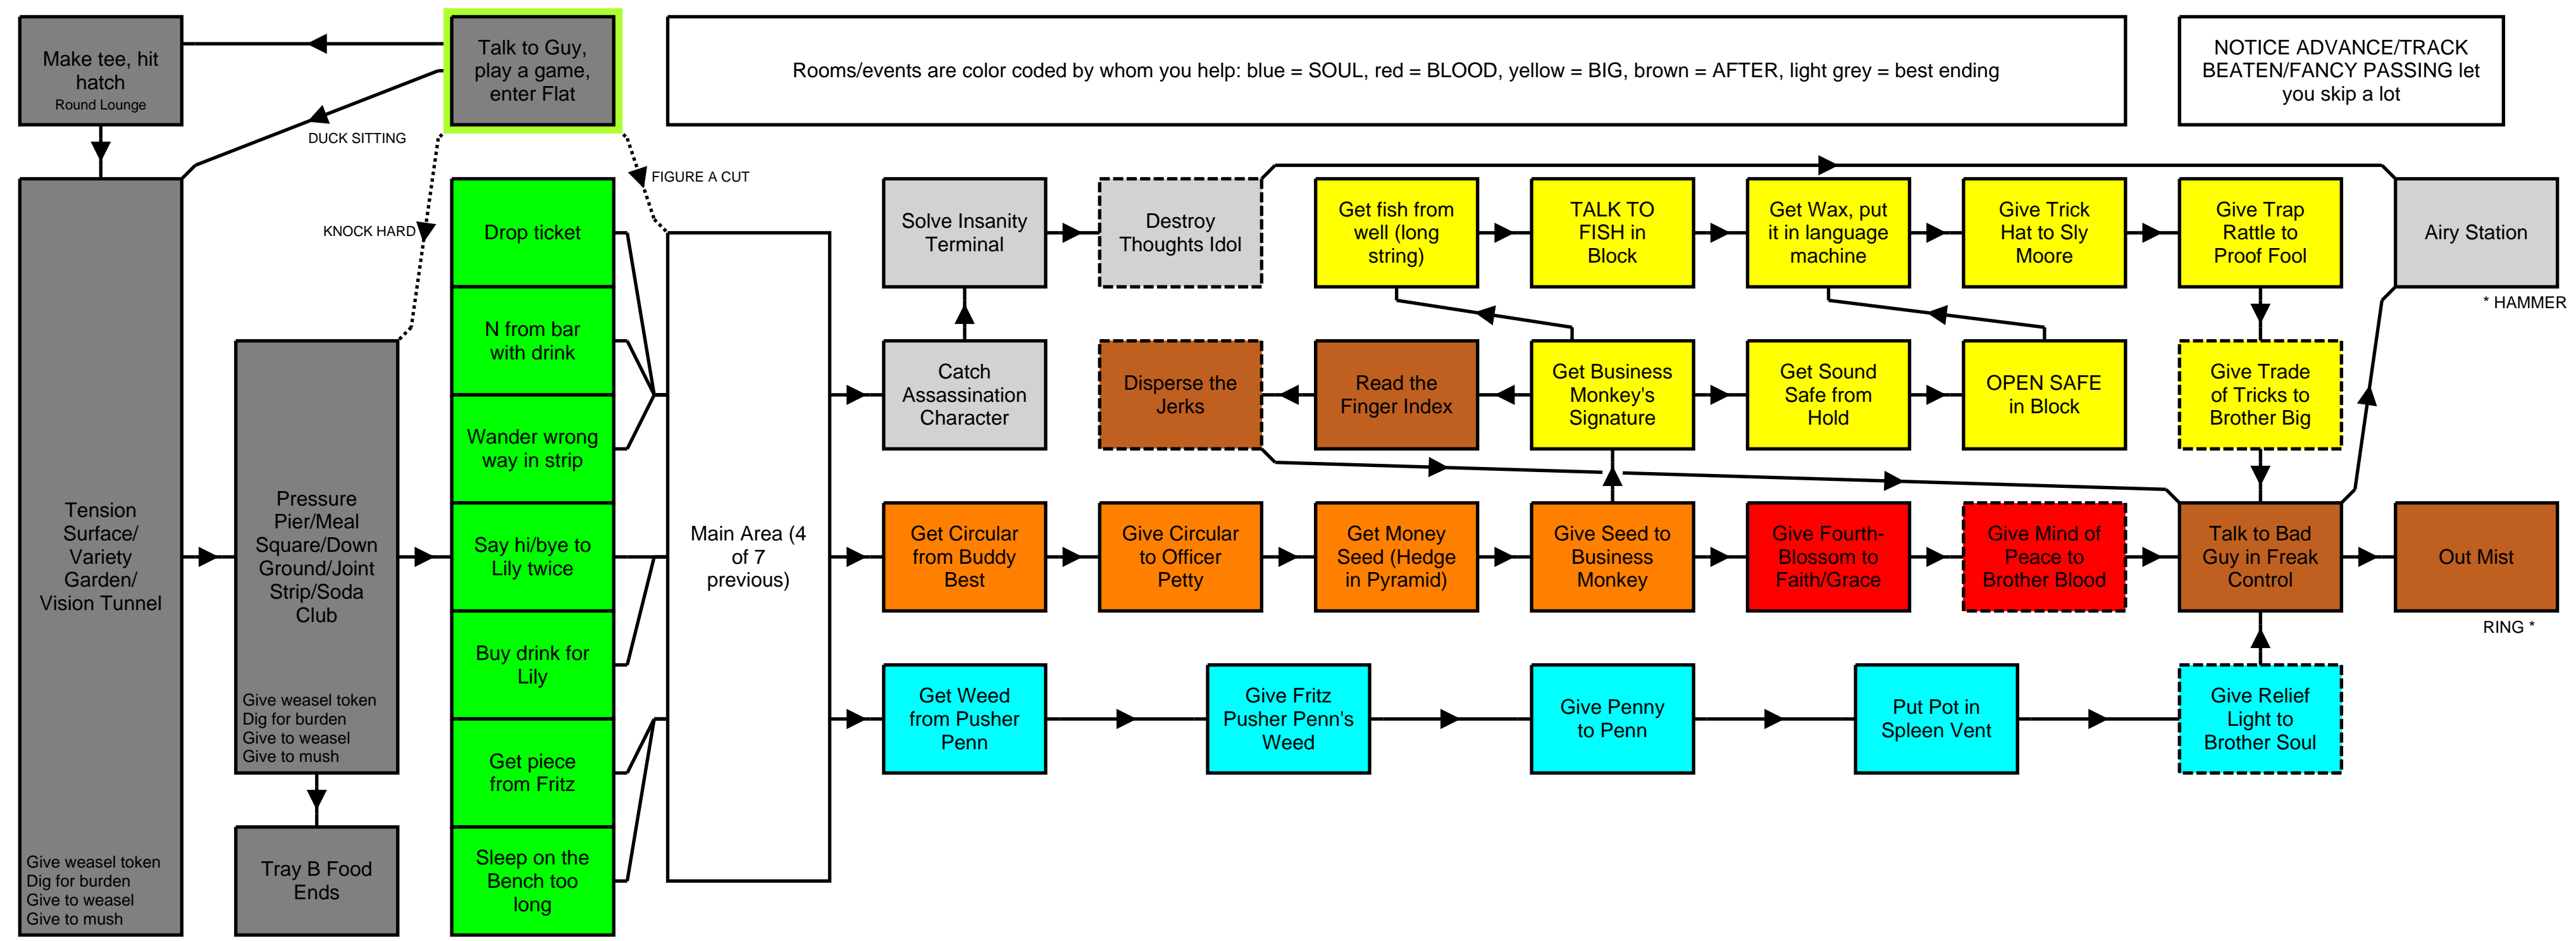 Make tee, hit
hatch
Round Lounge
Talk to Guy,
play a game,
enter Flat
Rooms/events are color coded by whom you help: blue = SOUL, red = BLOOD, yellow = BIG, brown = AFTER, light grey = best ending
NOTICE ADVANCE/TRACK
BEATEN/FANCY PASSING let
you skip a lot
DUCK SITTING
KNOCK HARD
FIGURE A CUT
Tension
Surface/
Variety
Garden/
Vision Tunnel
Give weasel token
Dig for burden
Give to weasel
Give to mush
Pressure
Pier/Meal
Square/Down
Ground/Joint
Strip/Soda
Club
Give weasel token
Dig for burden
Give to weasel
Give to mush
Tray B Food
Ends
Drop ticket
N from bar
with drink
Wander wrong
way in strip
Say hi/bye to
Lily twice
Buy drink for
Lily
Get piece
from Fritz
Sleep on the
Bench too
long
Main Area (4
of 7
previous)
Solve Insanity
Terminal
Destroy
Thoughts Idol
Get fish from
well (long
string)
TALK TO
FISH in
Block
Get Wax, put
it in language
machine
Give Trick
Hat to Sly
Moore
Give Trap
Rattle to
Proof Fool
Airy Station
* HAMMER
Catch
Assassination
Character
Disperse the
Jerks
Read the
Finger Index
Get Business
Monkey's
Signature
Get Sound
Safe from
Hold
OPEN SAFE
in Block
Give Trade
of Tricks to
Brother Big
Get Circular
from Buddy
Best
Give Circular
to Officer
Petty
Get Money
Seed (Hedge
in Pyramid)
Give Seed to
Business
Monkey
Give Fourth-
Blossom to
Faith/Grace
Give Mind of
Peace to
Brother Blood
Talk to Bad
Guy in Freak
Control
Out Mist
RING *
Get Weed
from Pusher
Penn
Give Fritz
Pusher Penn's
Weed
Give Penny
to Penn
Put Pot in
Spleen Vent
Give Relief
Light to
Brother Soul